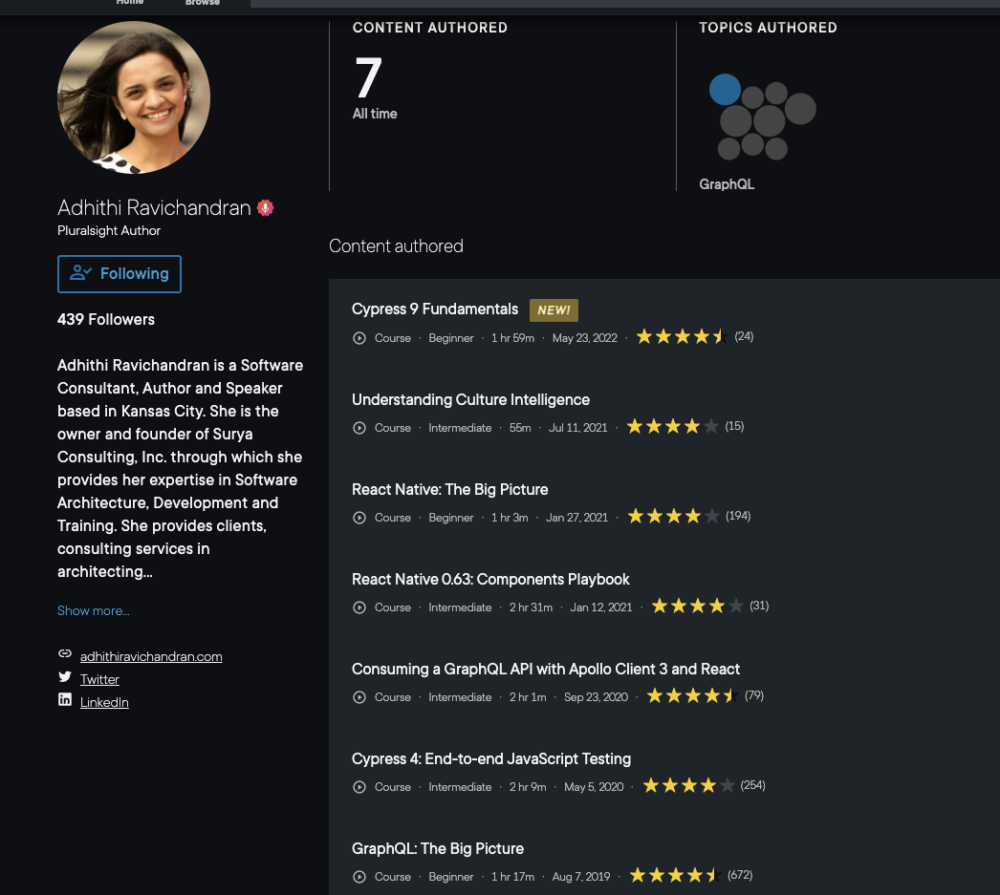 Home Browse
Adhithi Ravichandran
Pluralsight Author
Following
439 Followers
Adhithi Ravichandran is a Software
Consultant, Author and Speaker
based in Kansas City. She is the
owner and founder of Surya
Consulting, Inc. through which she
provides her expertise in Software
Architecture, Development and
Training. She provides clients,
consulting services in
architecting...
Show more...
adhithiravichandran.com
Twitter
LinkedIn
CONTENT AUTHORED
7
All time
TOPICS AUTHORED
GraphQL
Content authored
Cypress 9 Fundamentals NEW!
Course · Beginner · 1 hr 59m · May 23, 2022 · (24)
Understanding Culture Intelligence
Course · Intermediate · 55m · Jul 11, 2021 · (15)
React Native: The Big Picture
Course · Beginner · 1 hr 3m · Jan 27, 2021 · (194)
React Native 0.63: Components Playbook
Course · Intermediate · 2 hr 31m · Jan 12, 2021 · (31)
Consuming a GraphQL API with Apollo Client 3 and React
Course · Intermediate · 2 hr 1m · Sep 23, 2020 · (79)
Cypress 4: End-to-end JavaScript Testing
Course · Intermediate · 2 hr 9m · May 5, 2020 · (254)
GraphQL: The Big Picture
Course · Beginner · 1 hr 17m · Aug 7, 2019 · (672)